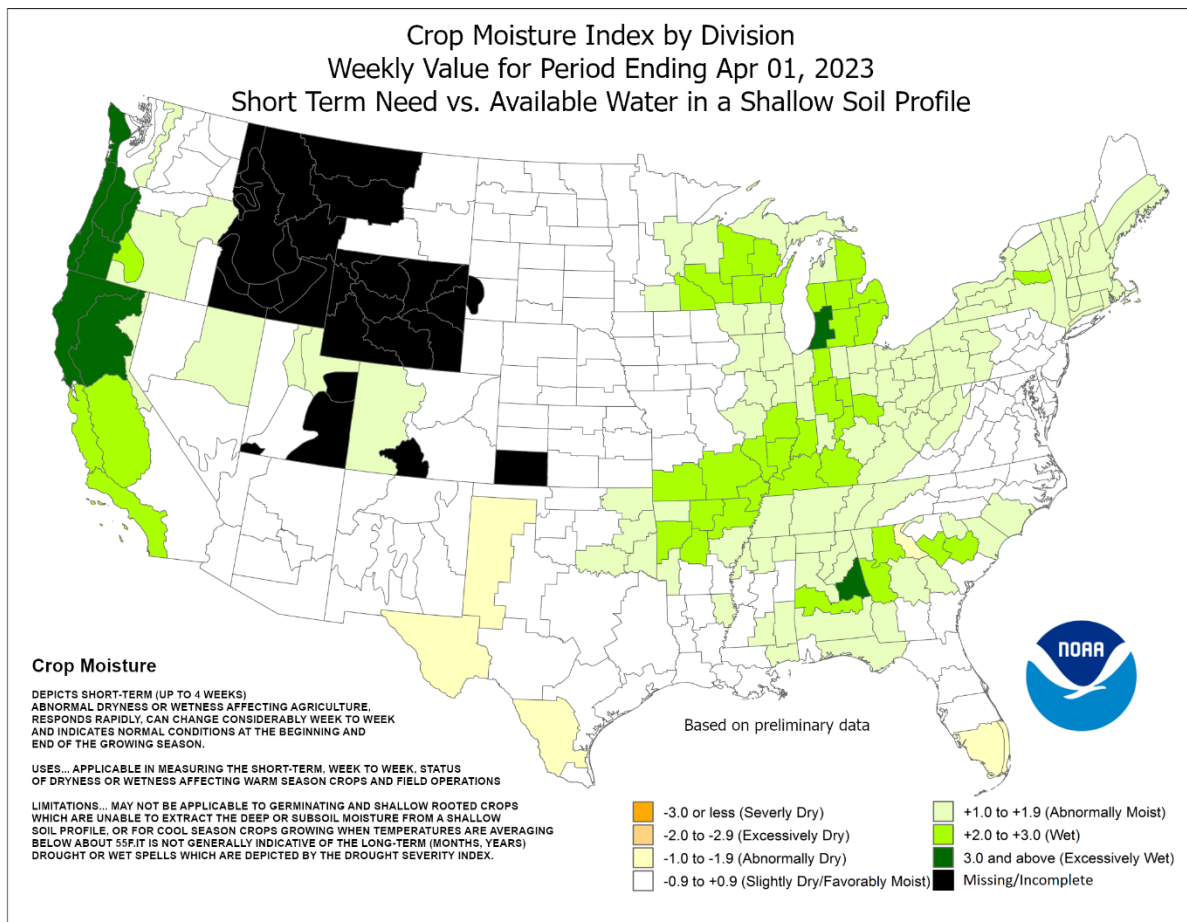 Crop Moisture Index by Division
Weekly Value for Period Ending Apr 01, 2023
Short Term Need vs. Available Water in a Shallow Soil Profile
NOAA
Crop Moisture
DEPICTS SHORT-TERM (UP TO 4 WEEKS)
ABNORMAL DRYNESS OR WETNESS AFFECTING AGRICULTURE,
RESPONDS RAPIDLY, CAN CHANGE CONSIDERABLY WEEK TO WEEK
AND INDICATES NORMAL CONDITIONS AT THE BEGINNING AND
END OF THE GROWING SEASON.
USES... APPLICABLE IN MEASURING THE SHORT-TERM, WEEK TO WEEK, STATUS
OF DRYNESS OR WETNESS AFFECTING WARM SEASON CROPS AND FIELD OPERATIONS
LIMITATIONS... MAY NOT BE APPLICABLE TO GERMINATING AND SHALLOW ROOTED CROPS
WHICH ARE UNABLE TO EXTRACT THE DEEP OR SUBSOIL MOISTURE FROM A SHALLOW
SOIL PROFILE, OR FOR COOL SEASON CROPS GROWING WHEN TEMPERATURES ARE AVERAGING
BELOW ABOUT 55F.IT IS NOT GENERALLY INDICATIVE OF THE LONG-TERM (MONTHS, YEARS)
DROUGHT OR WET SPELLS WHICH ARE DEPICTED BY THE DROUGHT SEVERITY INDEX.
Based on preliminary data
-3.0 or less (Severly Dry)
-2.0 to -2.9 (Excessively Dry)
-1.0 to -1.9 (Abnormally Dry)
-0.9 to +0.9 (Slightly Dry/Favorably Moist)
+1.0 to +1.9 (Abnormally Moist)
+2.0 to +3.0 (Wet)
3.0 and above (Excessively Wet)
Missing/Incomplete